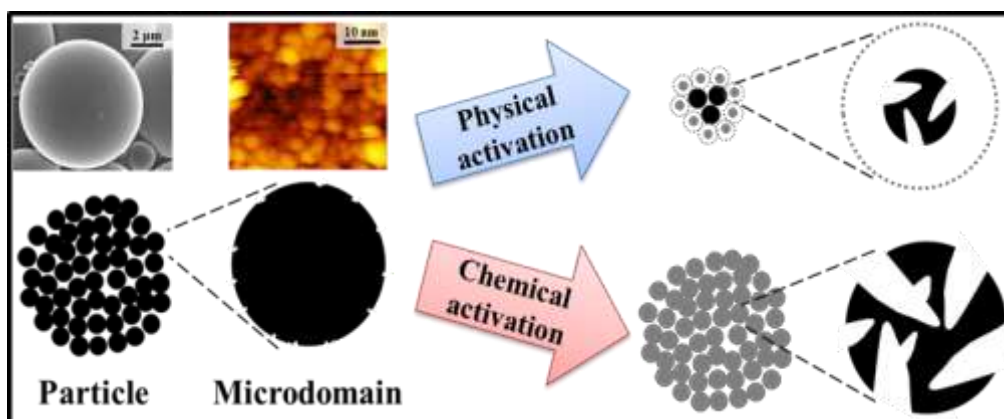 2 μm
10 nm
Physical
activation
Chemical
activation
Particle
Microdomain